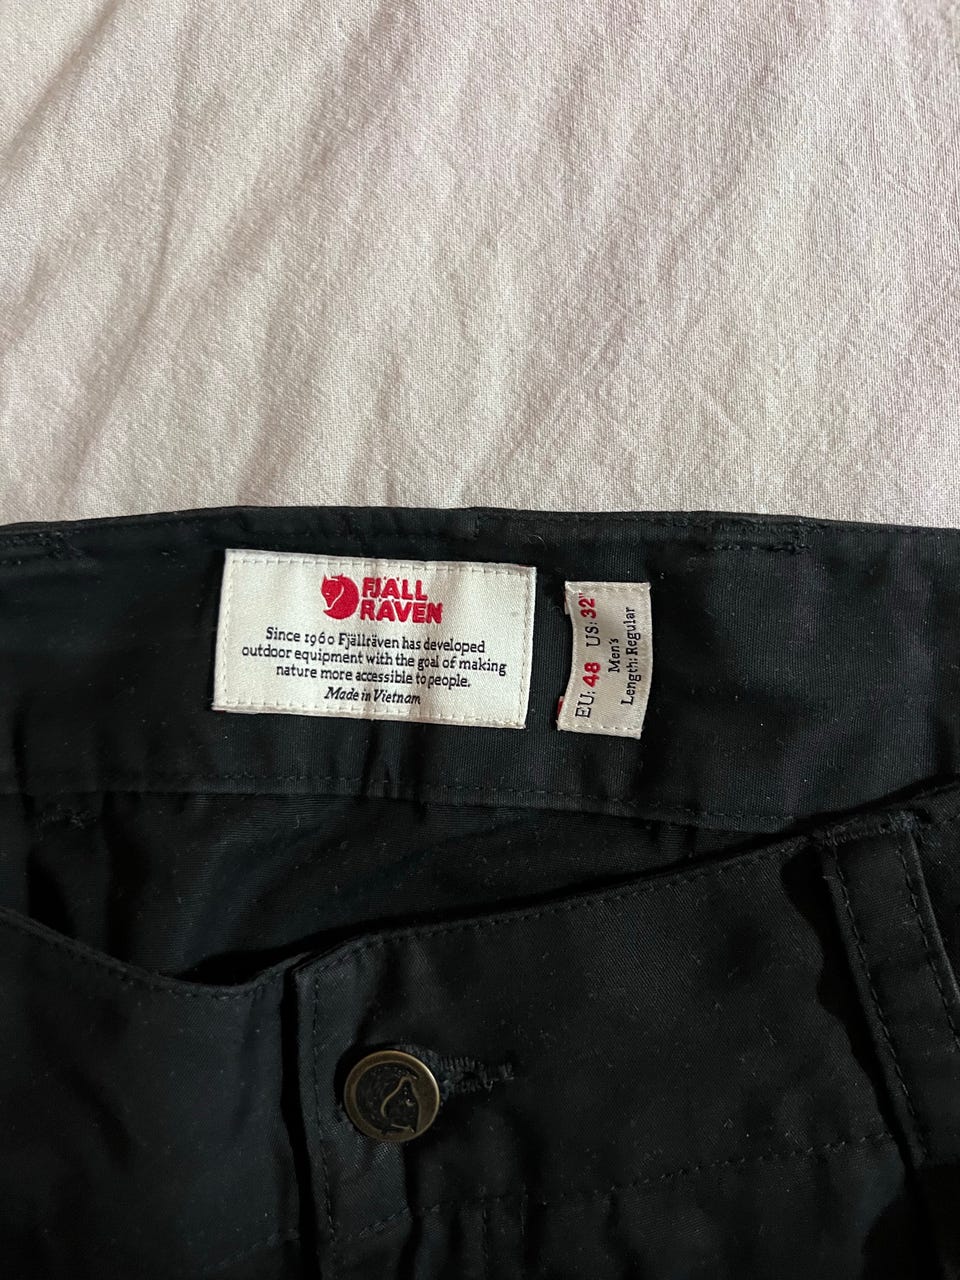 FJÄLL
RÄVEN
Since 1960 Fjällräven has developed
outdoor equipment with the goal of making
nature more accessible to people.
Made in Vietnam
EU: 48 US: 32"
Men's
Length: Regular